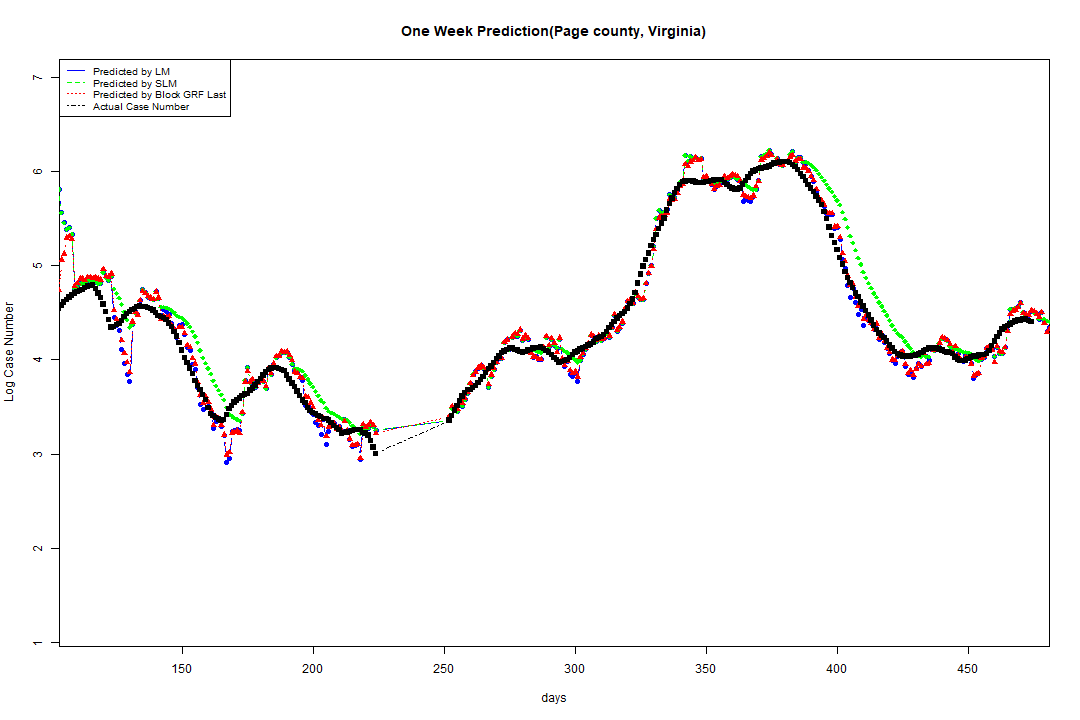 One Week Prediction(Page county, Virginia)
Predicted by LM
Predicted by SLM
Predicted by Block GRF Last
Actual Case Number
Log Case Number
7
6
5
4
3
2
1
150 200 250 300 350 400 450
days